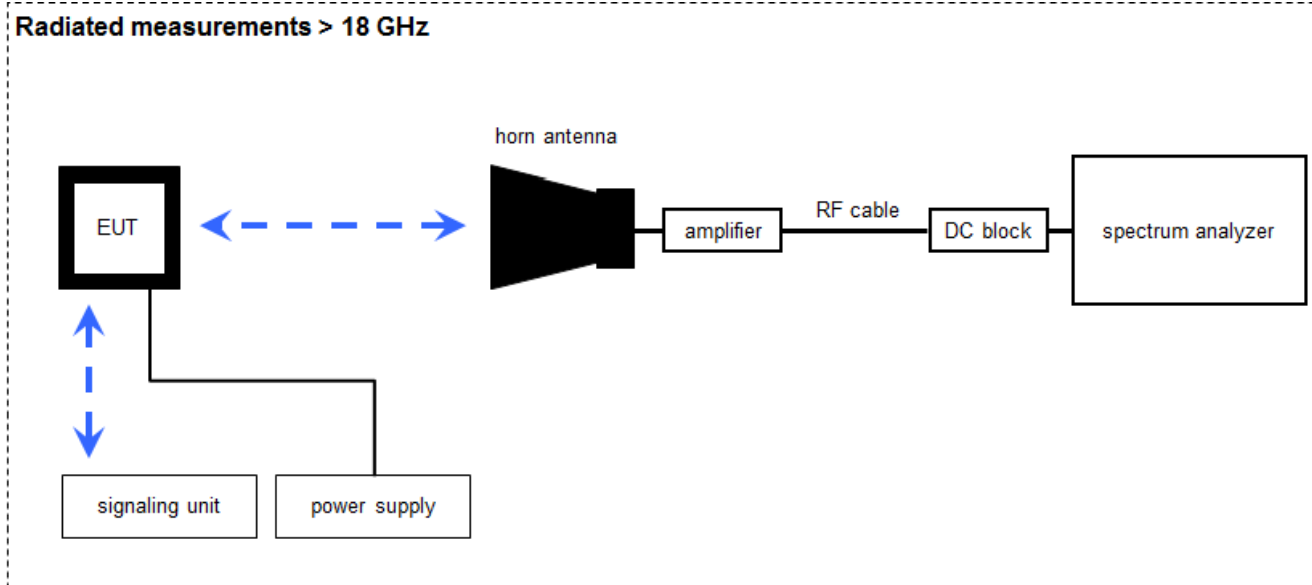 Radiated measurements > 18 GHz
horn antenna
EUT
amplifier
RF cable
DC block
spectrum analyzer
signaling unit
power supply